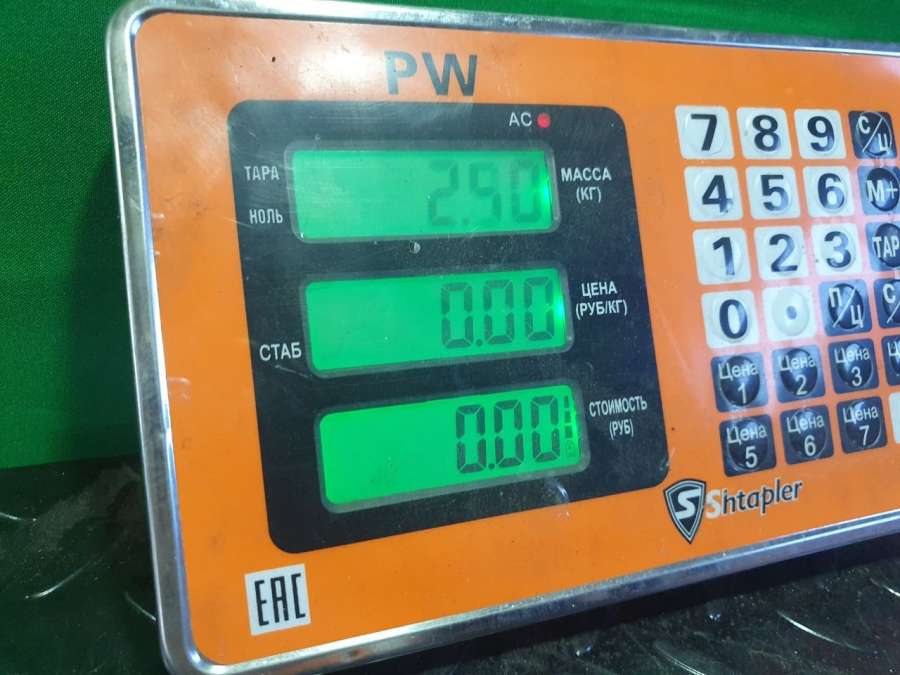 PW
AC
ТАРА
НОЛЬ
2.50
МАССА
(КГ)
0.00
ЦЕНА
(РУБ/КГ)
СТАБ
0.00
СТОИМОСТЬ
(РУБ)
7 8 9 С/Ц
4 5 6 М+
1 2 3 ТАР
0 . П/Ц
Цена 1 Цена 2 Цена 3
Цена 5 Цена 6 Цена 7
S Shtapler
EAC